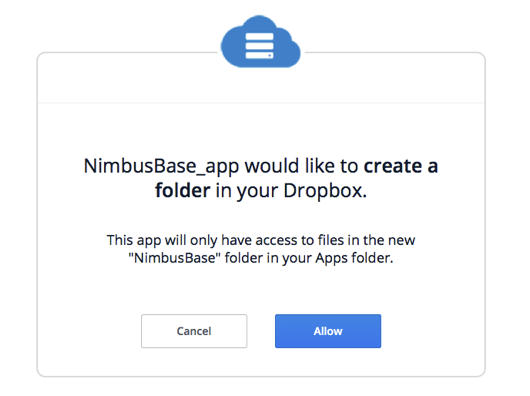 NimbusBase_app would like to create a
folder in your Dropbox.
This app will only have access to files in the new
"NimbusBase" folder in your Apps folder.
Cancel
Allow